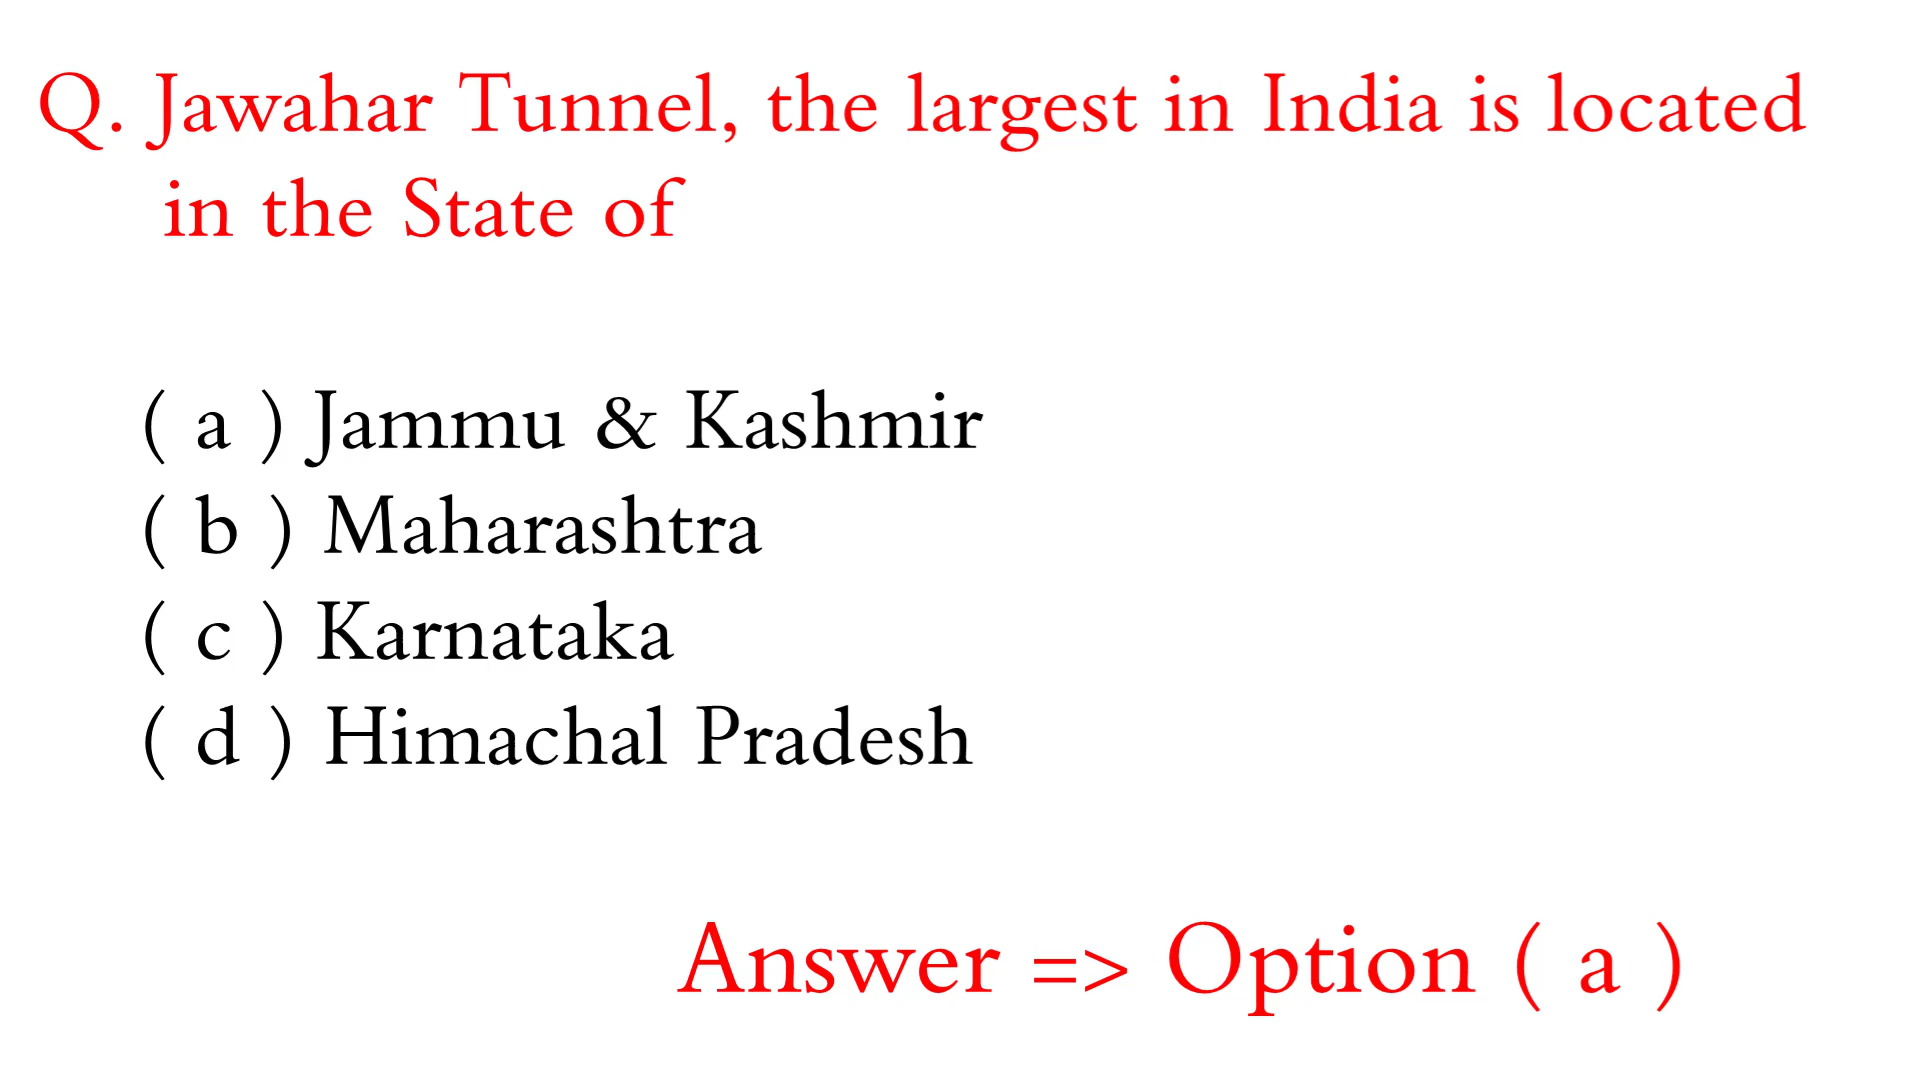 Q. Jawahar Tunnel, the largest in India is located
in the State of
( a ) Jammu & Kashmir
( b ) Maharashtra
( c ) Karnataka
( d ) Himachal Pradesh
Answer => Option ( a )